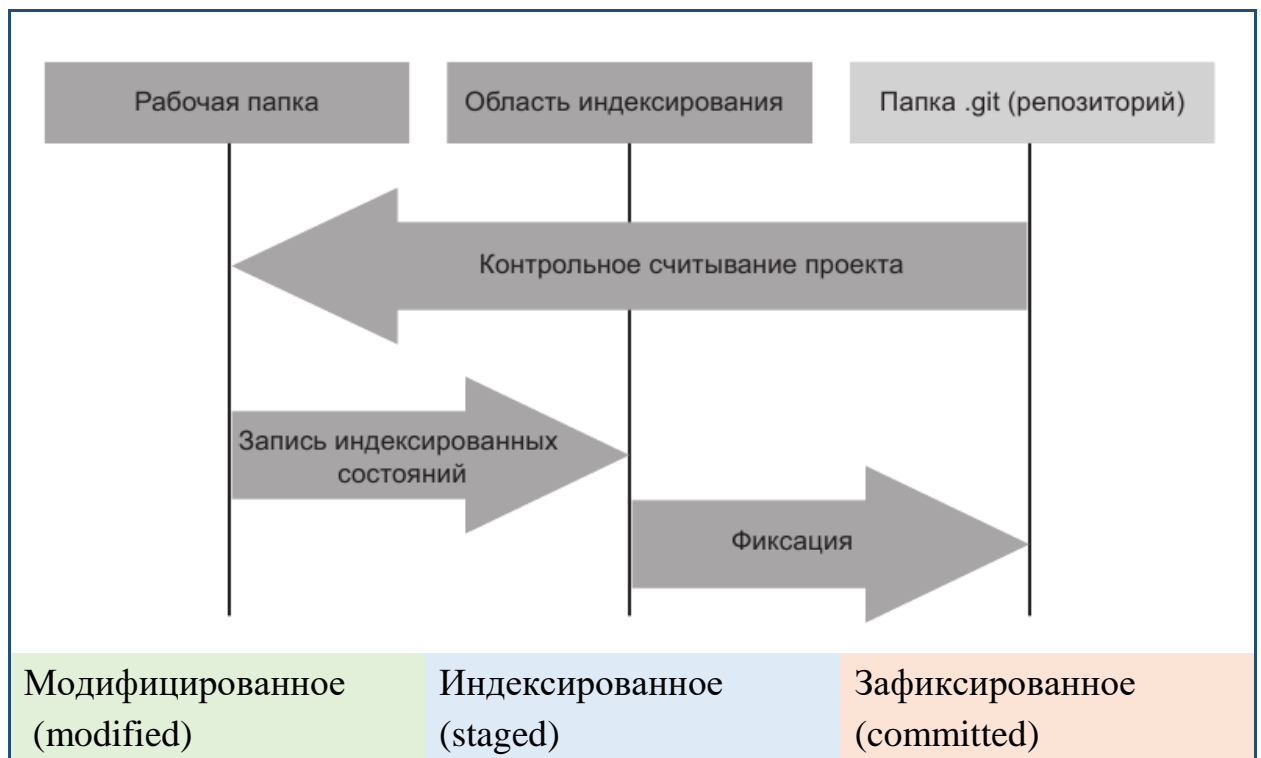 Рабочая папка
Область индексирования
Папка .git (репозиторий)
Контрольное считывание проекта
Запись индексированных
состояний
Фиксация
Модифицированное
(modified)
Индексированное
(staged)
Зафиксированное
(committed)